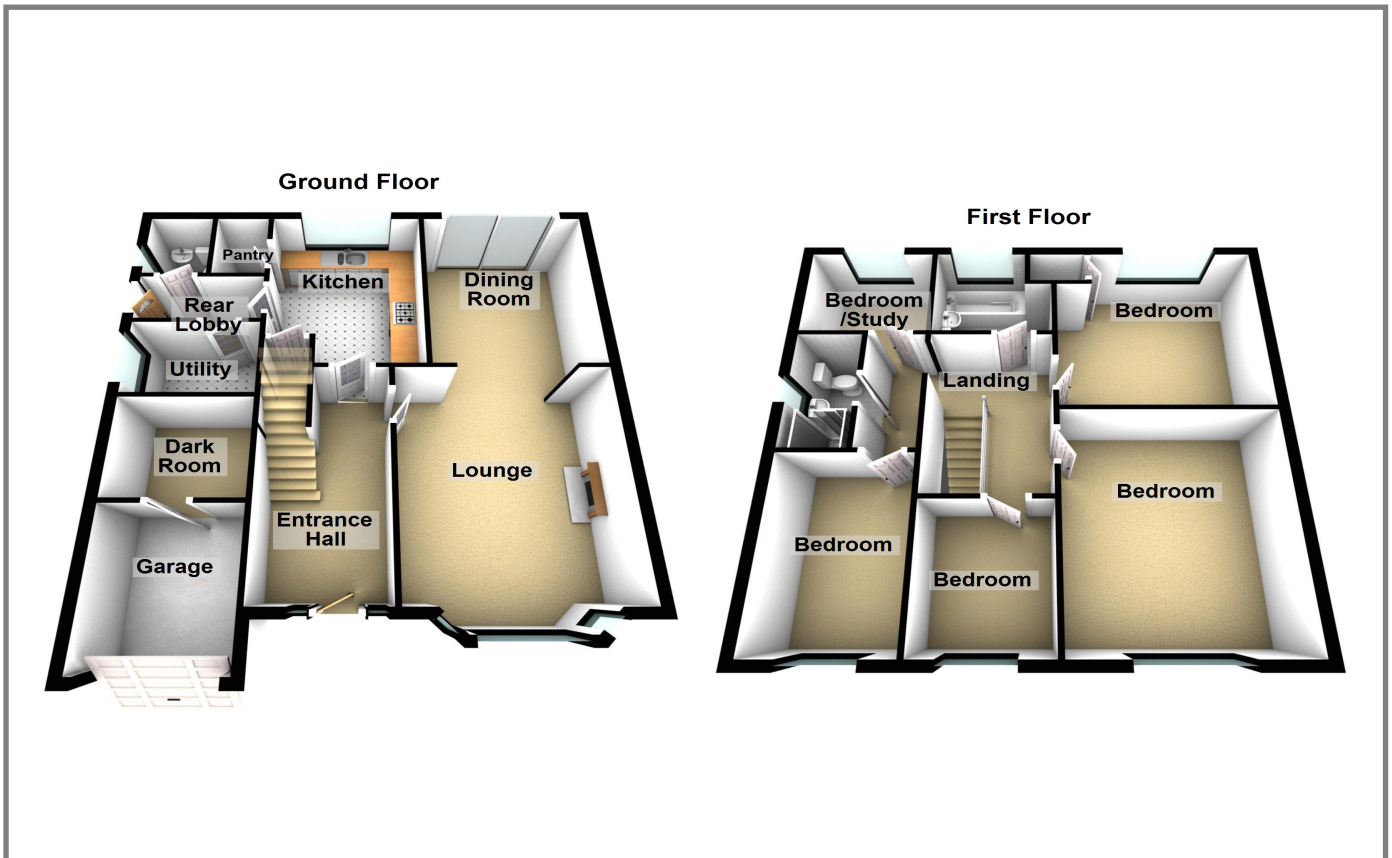 Ground Floor
Pantry
Kitchen
Dining
Room
Rear
Lobby
Utility
Dark
Room
Lounge
Entrance
Hall
Garage
First Floor
Bedroom
/Study
Bedroom
Landing
Bedroom
Bedroom
Bedroom